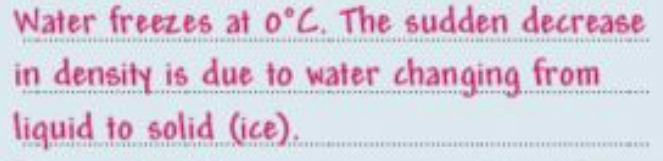 Water freezes at 0°C. The sudden decrease
in density is due to water changing from
liquid to solid (ice).